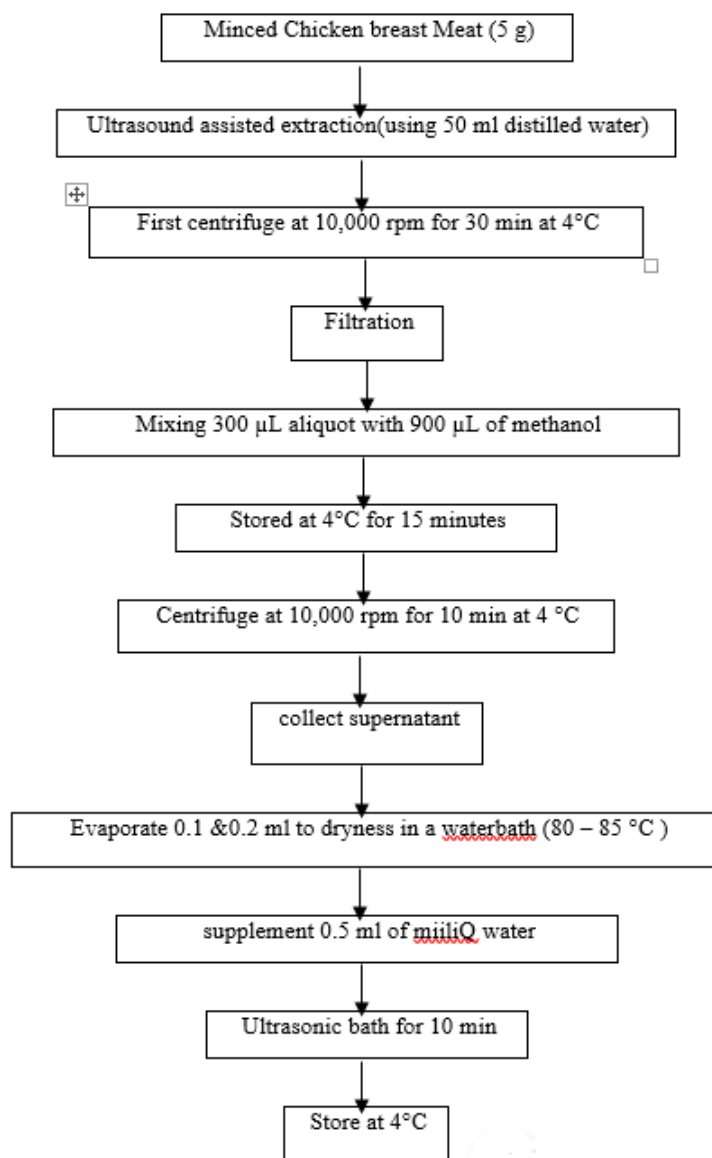 Minced Chicken breast Meat (5 g)
Ultrasound assisted extraction(using 50 ml distilled water)
First centrifuge at 10,000 rpm for 30 min at 4°C
Filtration
Mixing 300 µL aliquot with 900 µL of methanol
Stored at 4°C for 15 minutes
Centrifuge at 10,000 rpm for 10 min at 4 °C
collect supernatant
Evaporate 0.1 &0.2 ml to dryness in a waterbath (80 – 85 °C )
supplement 0.5 ml of miiliQ water
Ultrasonic bath for 10 min
Store at 4°C